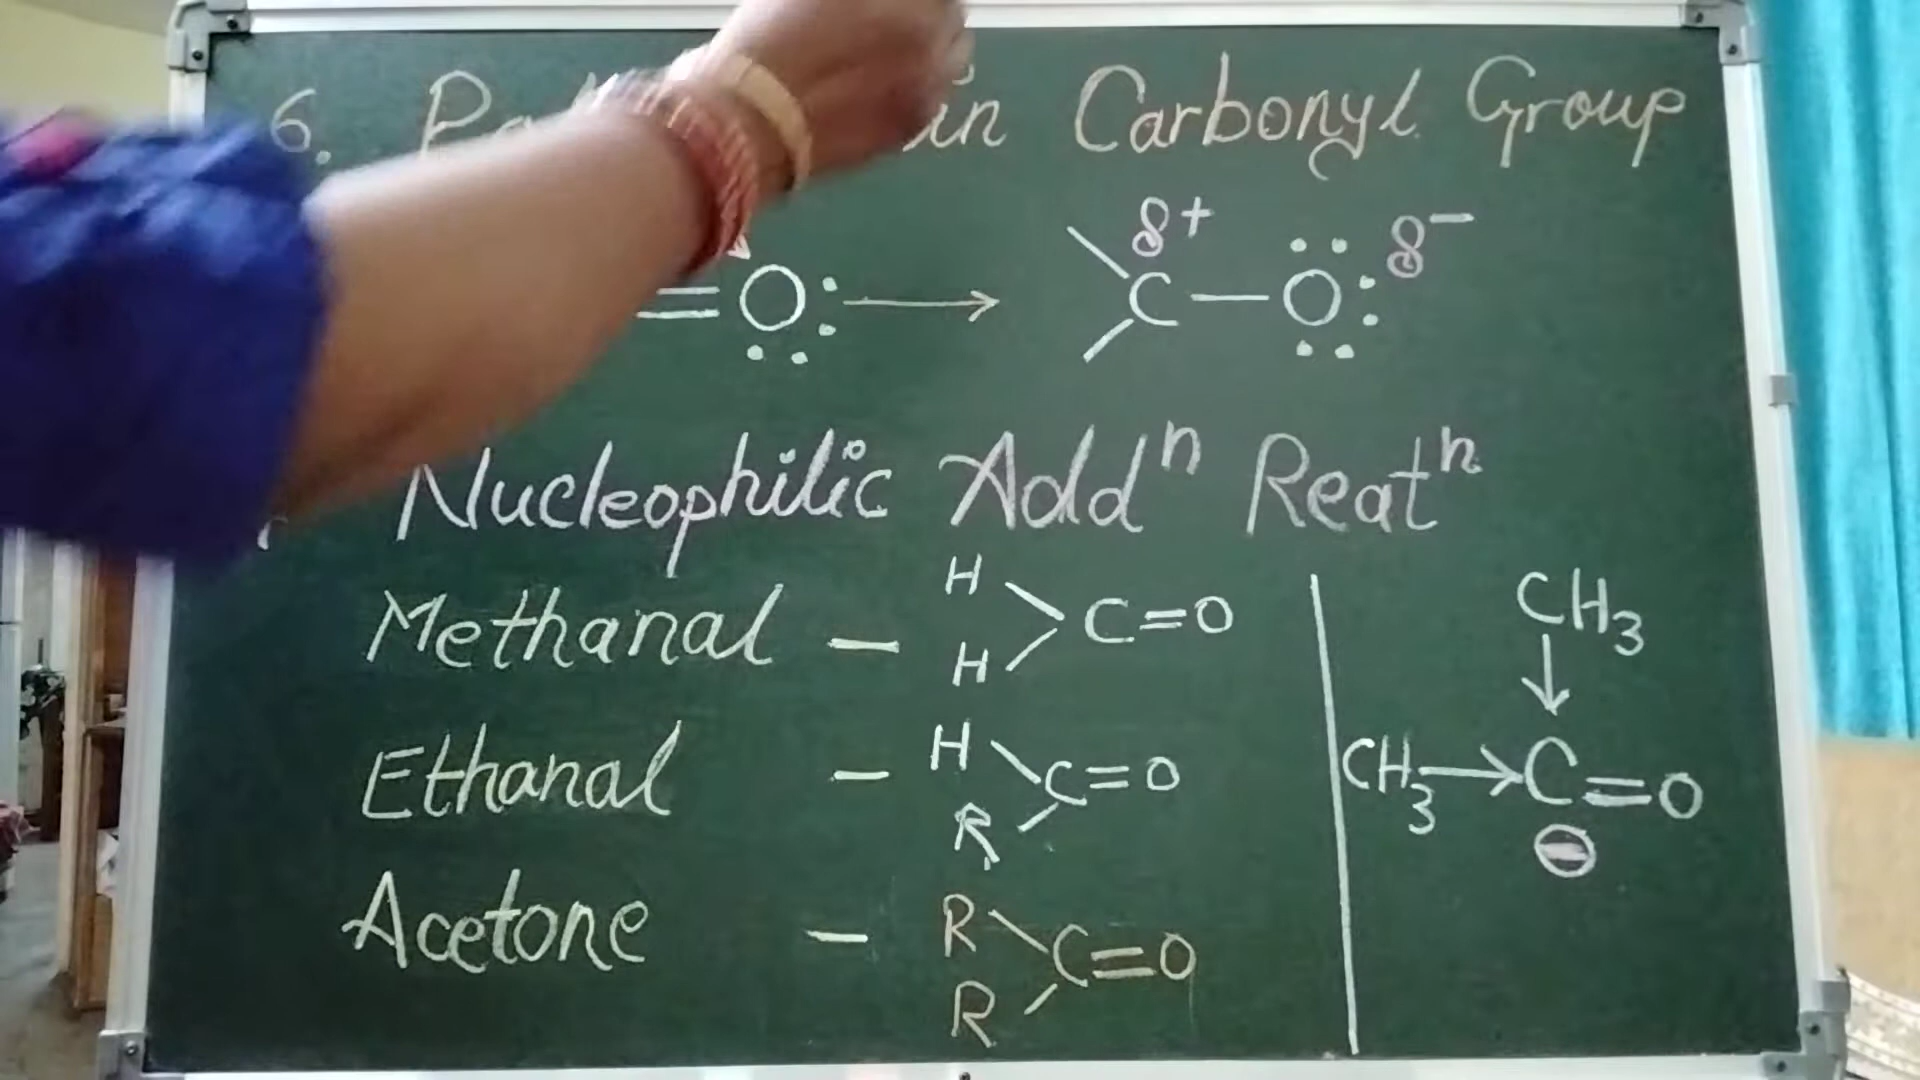 6. in Carbonyl Group
=O: → C δ+ — O δ−
Nucleophilic Addⁿ Reatⁿ
Methanal — H H C=O
Ethanal — H R C=O
Acetone — R R C=O
CH₃
↓
CH₃→C=O
⊖